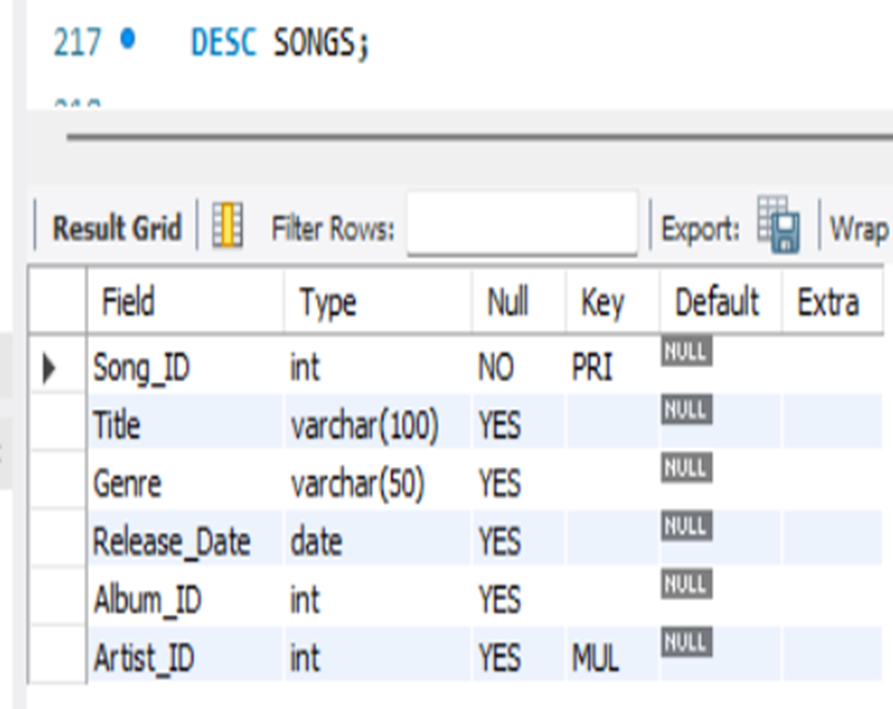 217 DESC SONGS;
Result Grid Filter Rows: Export: Wrap
Field Type Null Key Default Extra
Song_ID int NO PRI NULL
Title varchar(100) YES NULL
Genre varchar(50) YES NULL
Release_Date date YES NULL
Album_ID int YES NULL
Artist_ID int YES MUL NULL